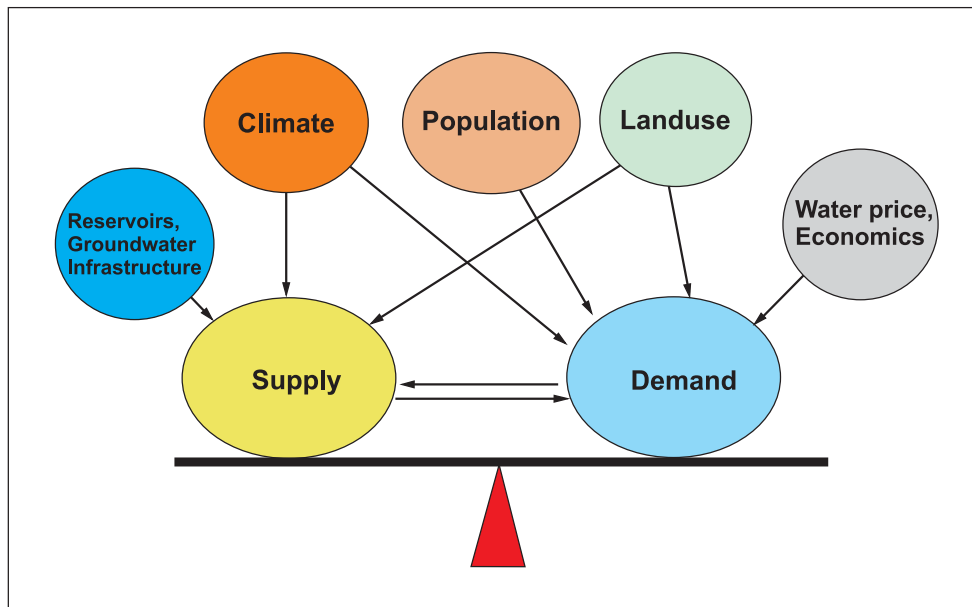 Climate
Population
Landuse
Reservoirs,
Groundwater
Infrastructure
Water price,
Economics
Supply
Demand